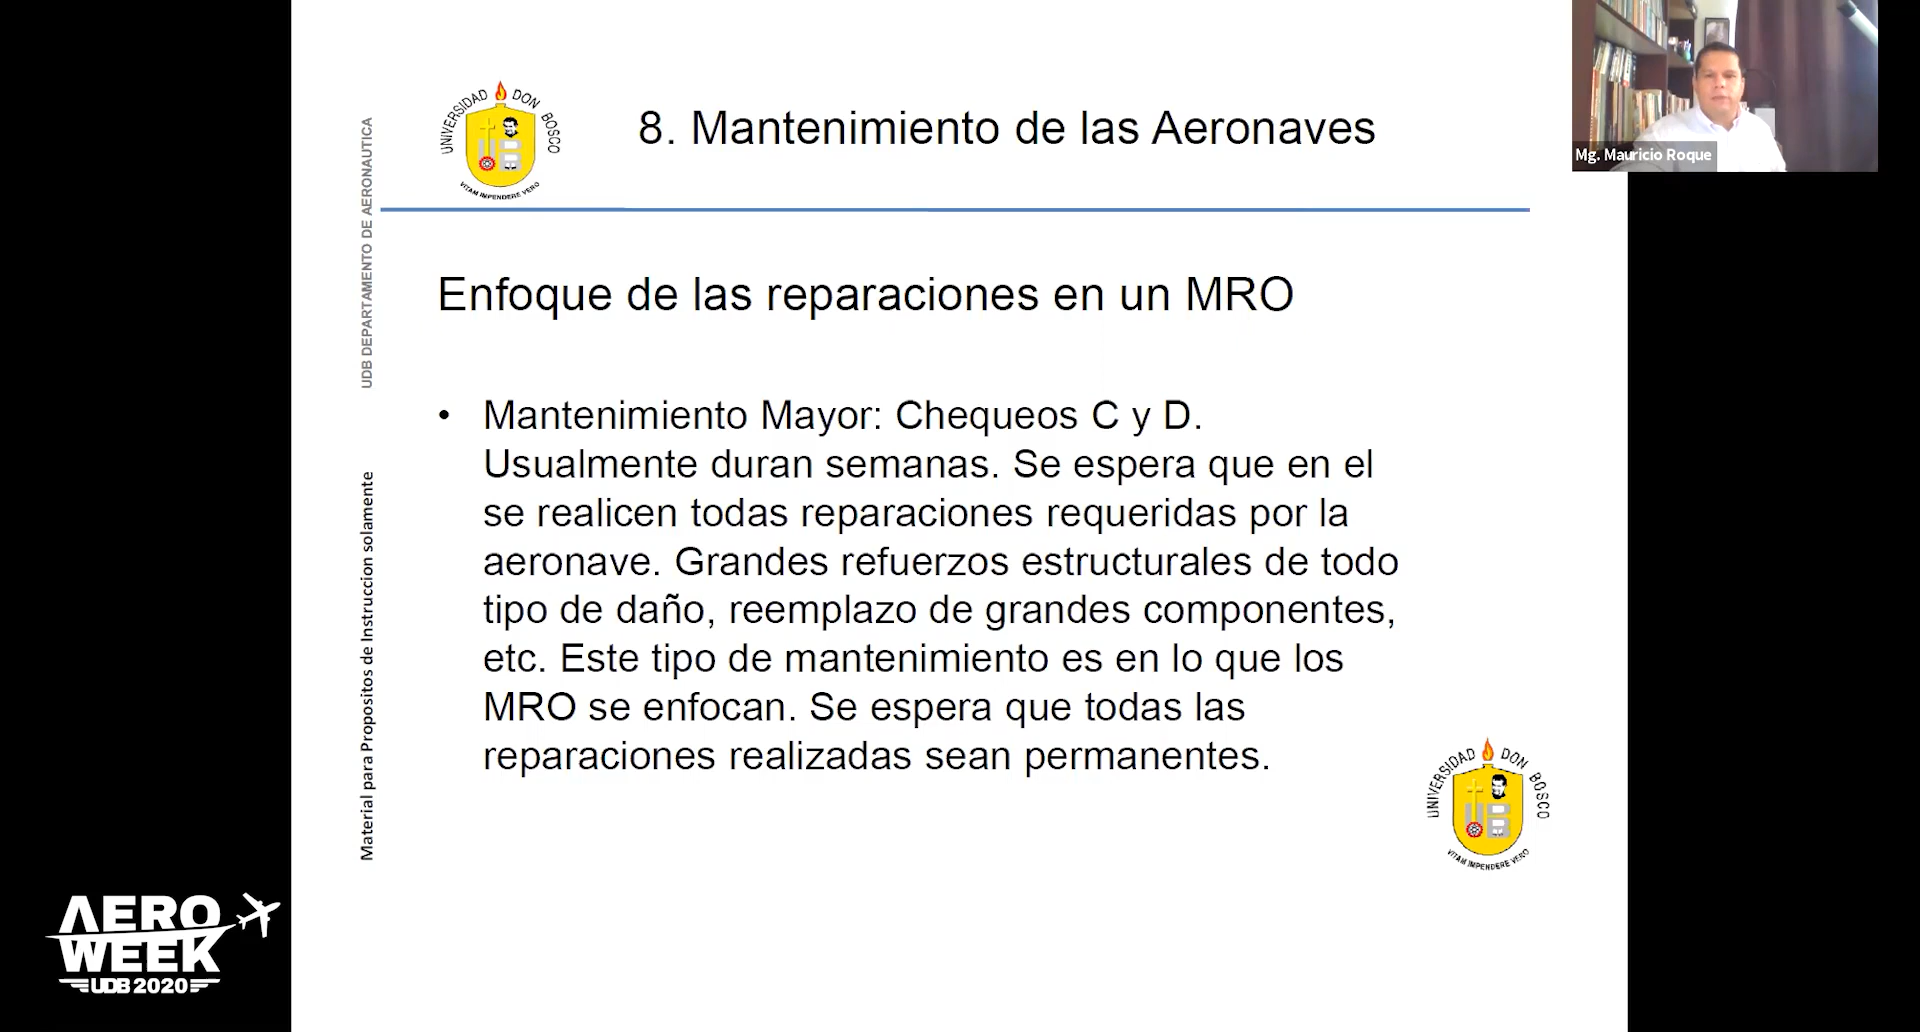 UNIVERSIDAD DON BOSCO
UDB
VITAM IMPENDERE VERO
8. Mantenimiento de las Aeronaves
Mg. Mauricio Roque
UDB DEPARTAMENTO DE AERONAUTICA
Enfoque de las reparaciones en un MRO
• Mantenimiento Mayor: Chequeos C y D.
Usualmente duran semanas. Se espera que en el
se realicen todas reparaciones requeridas por la
aeronave. Grandes refuerzos estructurales de todo
tipo de daño, reemplazo de grandes componentes,
etc. Este tipo de mantenimiento es en lo que los
MRO se enfocan. Se espera que todas las
reparaciones realizadas sean permanentes.
Material para Propositos de Instruccion solamente
UNIVERSIDAD DON BOSCO
UDB
VITAM IMPENDERE VERO
AERO
WEEK
UDB 2020